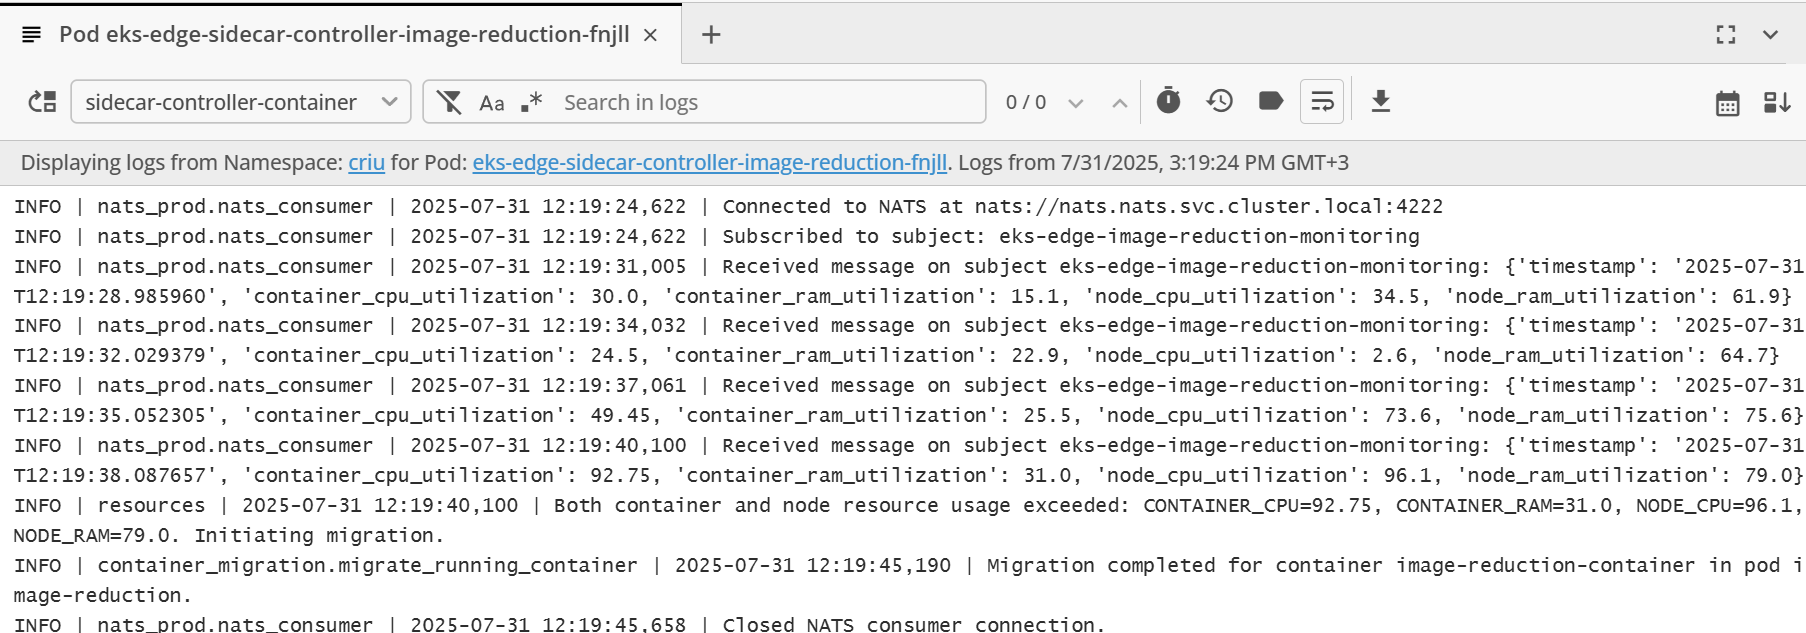 Pod eks-edge-sidecar-controller-image-reduction-fnjll
sidecar-controller-container
Aa
.*
Search in logs
0 / 0
Displaying logs from Namespace: criu for Pod: eks-edge-sidecar-controller-image-reduction-fnjll. Logs from 7/31/2025, 3:19:24 PM GMT+3
INFO | nats_prod.nats_consumer | 2025-07-31 12:19:24,622 | Connected to NATS at nats://nats.nats.svc.cluster.local:4222
INFO | nats_prod.nats_consumer | 2025-07-31 12:19:24,622 | Subscribed to subject: eks-edge-image-reduction-monitoring
INFO | nats_prod.nats_consumer | 2025-07-31 12:19:31,005 | Received message on subject eks-edge-image-reduction-monitoring: {'timestamp': '2025-07-31
T12:19:28.985960', 'container_cpu_utilization': 30.0, 'container_ram_utilization': 15.1, 'node_cpu_utilization': 34.5, 'node_ram_utilization': 61.9}
INFO | nats_prod.nats_consumer | 2025-07-31 12:19:34,032 | Received message on subject eks-edge-image-reduction-monitoring: {'timestamp': '2025-07-31
T12:19:32.029379', 'container_cpu_utilization': 24.5, 'container_ram_utilization': 22.9, 'node_cpu_utilization': 2.6, 'node_ram_utilization': 64.7}
INFO | nats_prod.nats_consumer | 2025-07-31 12:19:37,061 | Received message on subject eks-edge-image-reduction-monitoring: {'timestamp': '2025-07-31
T12:19:35.052305', 'container_cpu_utilization': 49.45, 'container_ram_utilization': 25.5, 'node_cpu_utilization': 73.6, 'node_ram_utilization': 75.6}
INFO | nats_prod.nats_consumer | 2025-07-31 12:19:40,100 | Received message on subject eks-edge-image-reduction-monitoring: {'timestamp': '2025-07-31
T12:19:38.087657', 'container_cpu_utilization': 92.75, 'container_ram_utilization': 31.0, 'node_cpu_utilization': 96.1, 'node_ram_utilization': 79.0}
INFO | resources | 2025-07-31 12:19:40,100 | Both container and node resource usage exceeded: CONTAINER_CPU=92.75, CONTAINER_RAM=31.0, NODE_CPU=96.1,
NODE_RAM=79.0. Initiating migration.
INFO | container_migration.migrate_running_container | 2025-07-31 12:19:45,190 | Migration completed for container image-reduction-container in pod i
mage-reduction.
INFO | nats_prod.nats_consumer | 2025-07-31 12:19:45,658 | Closed NATS consumer connection.